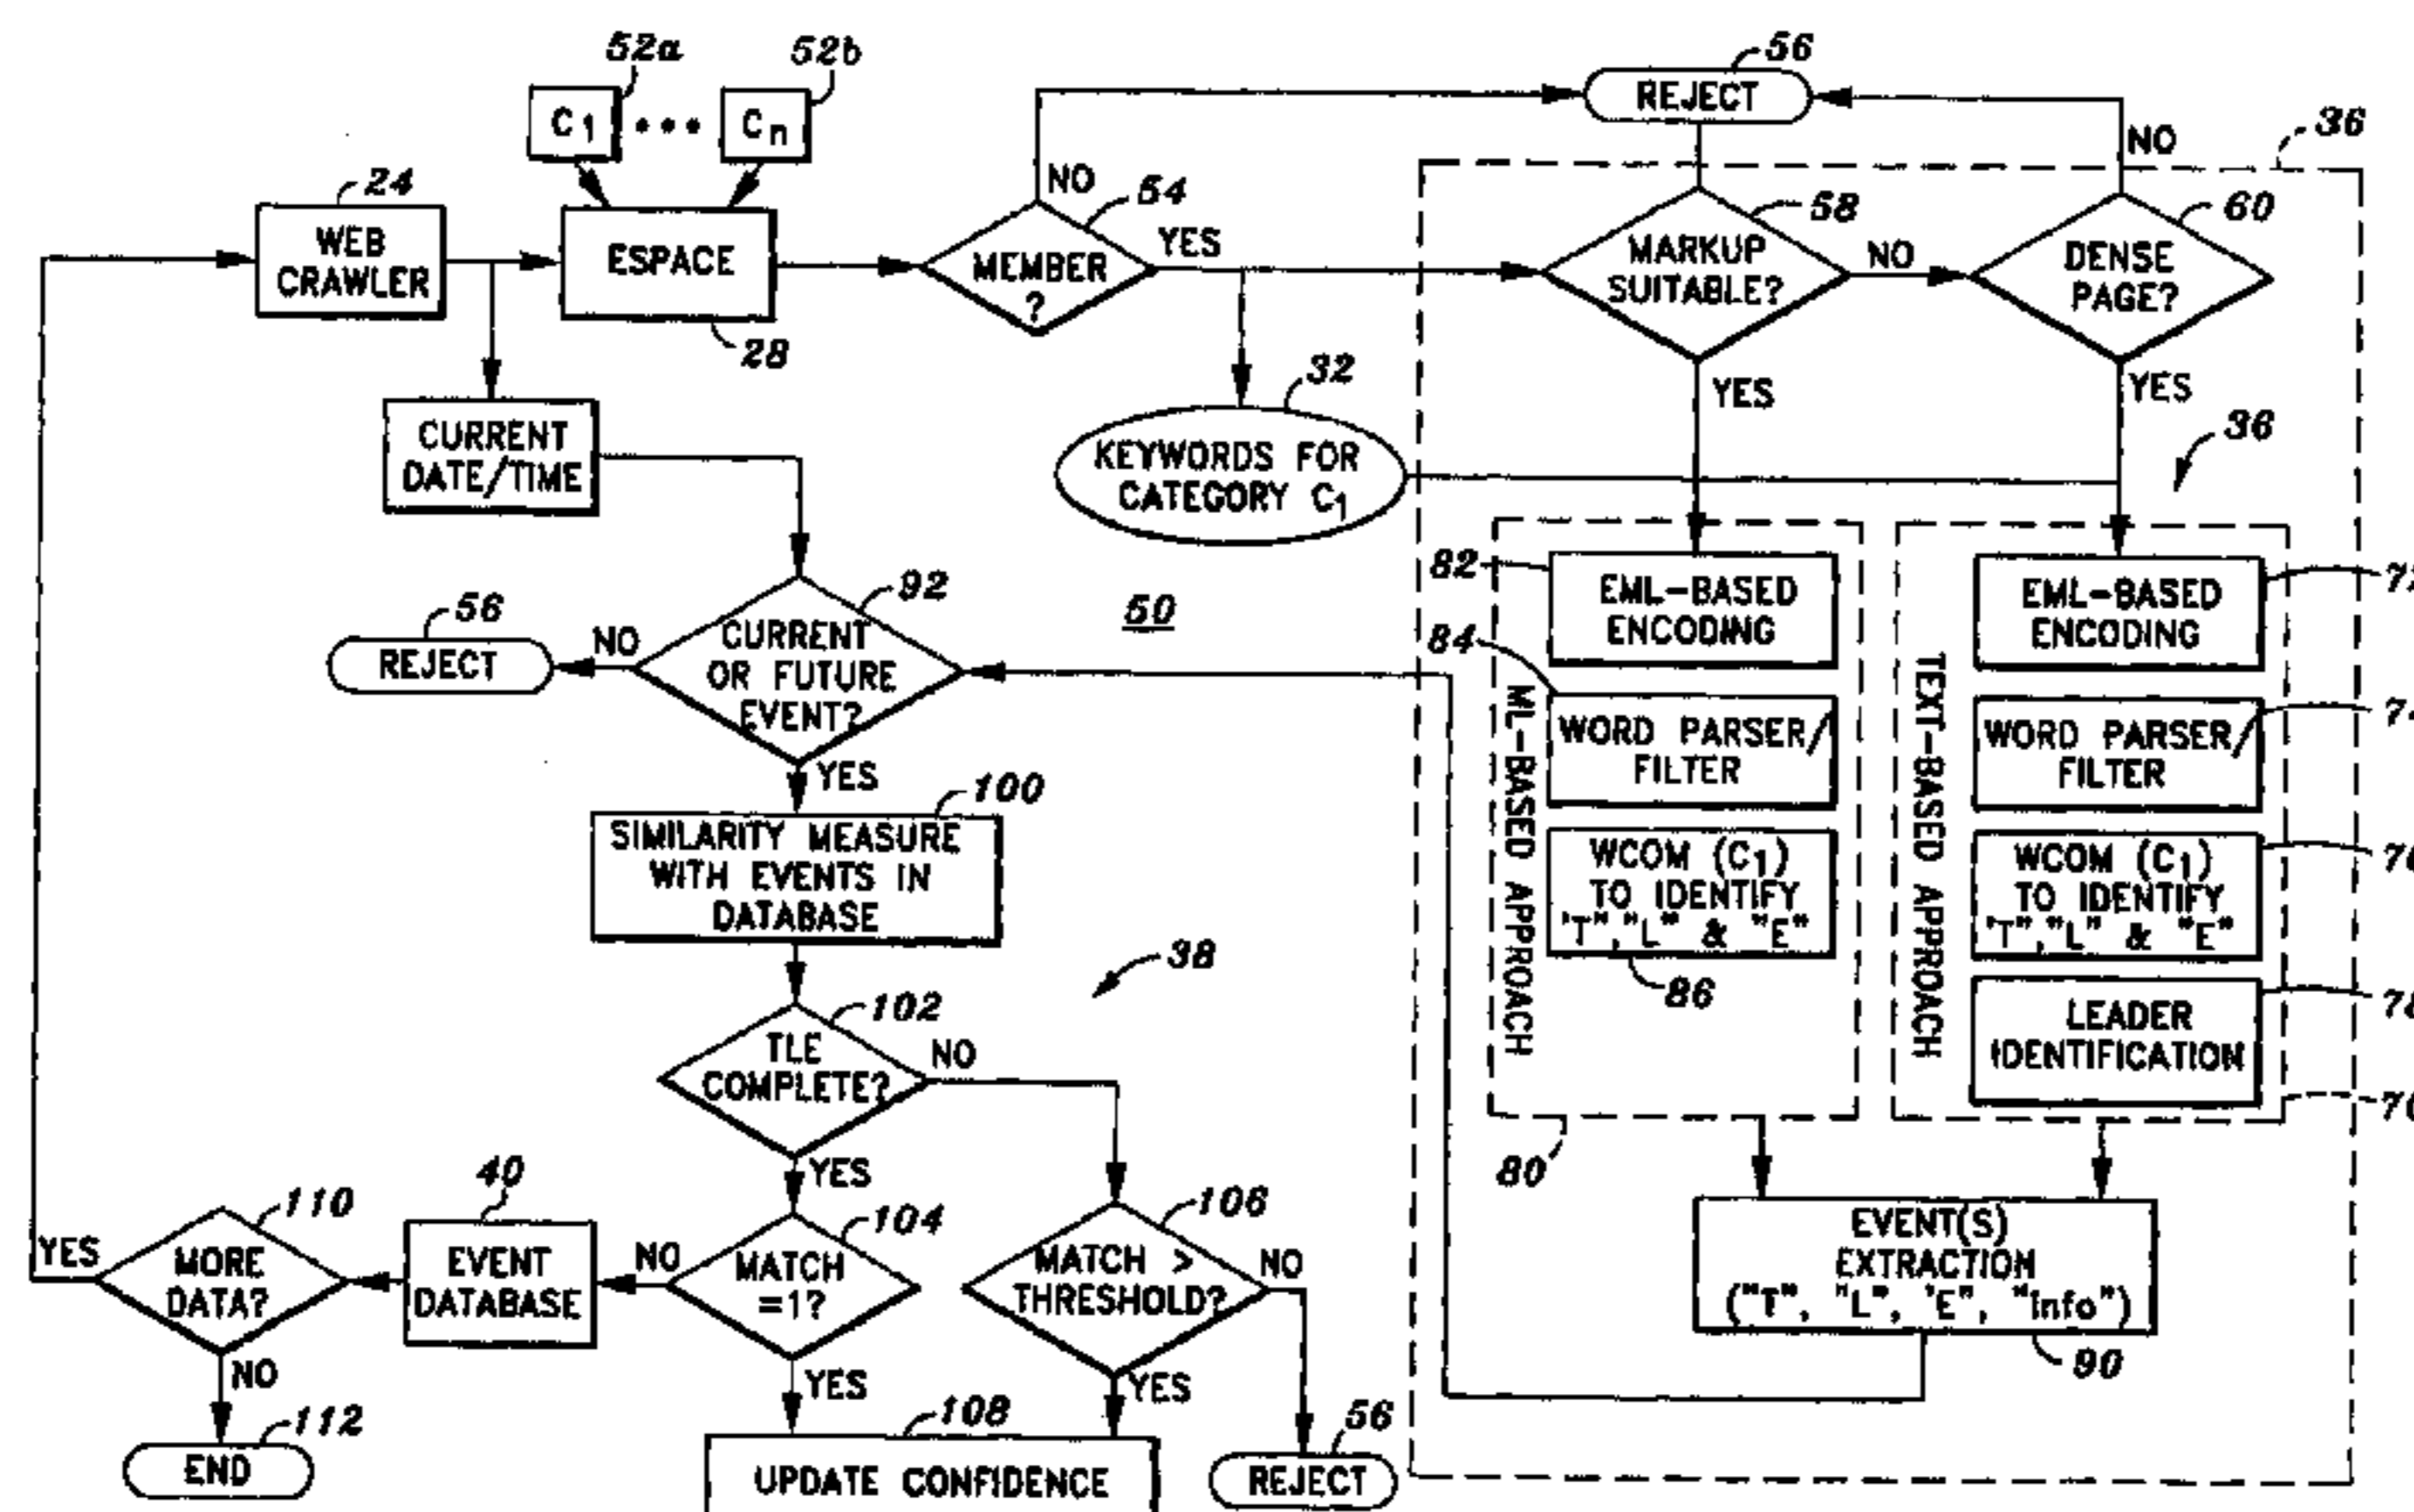 52a
52b
C1 ••• Cn
56
REJECT
NO
36
24
WEB
CRAWLER
ESPACE
28
NO
54
MEMBER
?
YES
58
MARKUP
SUITABLE?
NO
60
DENSE
PAGE?
YES
YES
CURRENT
DATE/TIME
32
KEYWORDS FOR
CATEGORY C1
36
92
CURRENT
OR FUTURE
EVENT?
56
REJECT
NO
YES
50
82
EML-BASED
ENCODING
84
WORD PARSER/
FILTER
WCOM (C1)
TO IDENTIFY
"T","L" & "E"
86
ML-BASED APPROACH
80
EML-BASED
ENCODING
WORD PARSER/
FILTER
WCOM (C1)
TO IDENTIFY
"T","L" & "E"
LEADER
IDENTIFICATION
78
TEXT-BASED APPROACH
100
SIMILARITY MEASURE
WITH EVENTS IN
DATABASE
38
102
TLE
COMPLETE?
NO
YES
104
MATCH
=1?
NO
YES
106
MATCH >
THRESHOLD?
NO
YES
40
EVENT
DATABASE
110
MORE
DATA?
YES
NO
112
END
108
UPDATE CONFIDENCE
56
REJECT
EVENT(S)
EXTRACTION
("T", "L", "E", "Info")
90